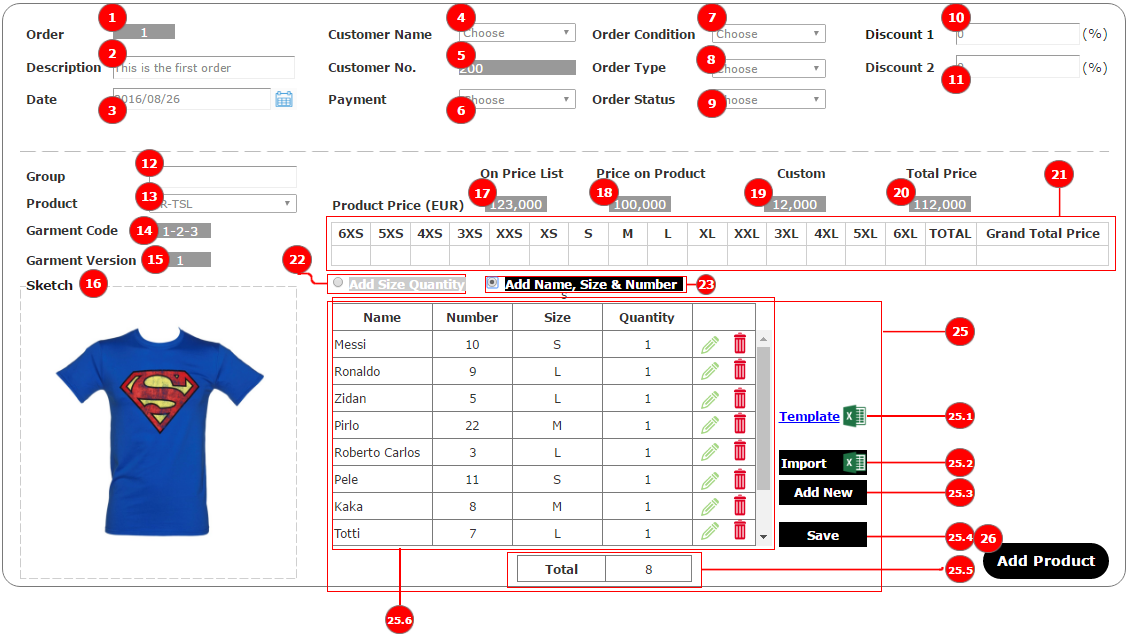 1 4 7 10
Order 1 Customer Name Choose Order Condition Choose Discount 1 0 (%)
2 5 8
Description This is the first order Customer No. 200 Order Type Choose Discount 2 (%)
3 6 9 11
Date 2016/08/26 Payment Choose Order Status Choose
12
Group On Price List Price on Product Custom Total Price 21
13 17 18 19 20
Product R-TSL Product Price (EUR) 123,000 100,000 12,000 112,000
Garment Code 14 1-2-3 6XS 5XS 4XS 3XS XXS XS S M L XL XXL 3XL 4XL 5XL 6XL TOTAL Grand Total Price
Garment Version 15 1 22
Sketch 16 Add Size Quantity Add Name, Size & Number 23
s
Name Number Size Quantity
25
Messi 10 S 1
Ronaldo 9 L 1
Zidan 5 L 1
Template 25.1
Pirlo 22 M 1
Roberto Carlos 3 L 1
Import 25.2
Pele 11 S 1
Add New 25.3
Kaka 8 M 1
Totti 7 L 1
Save 25.4 26
Total 8 25.5 Add Product
25.6